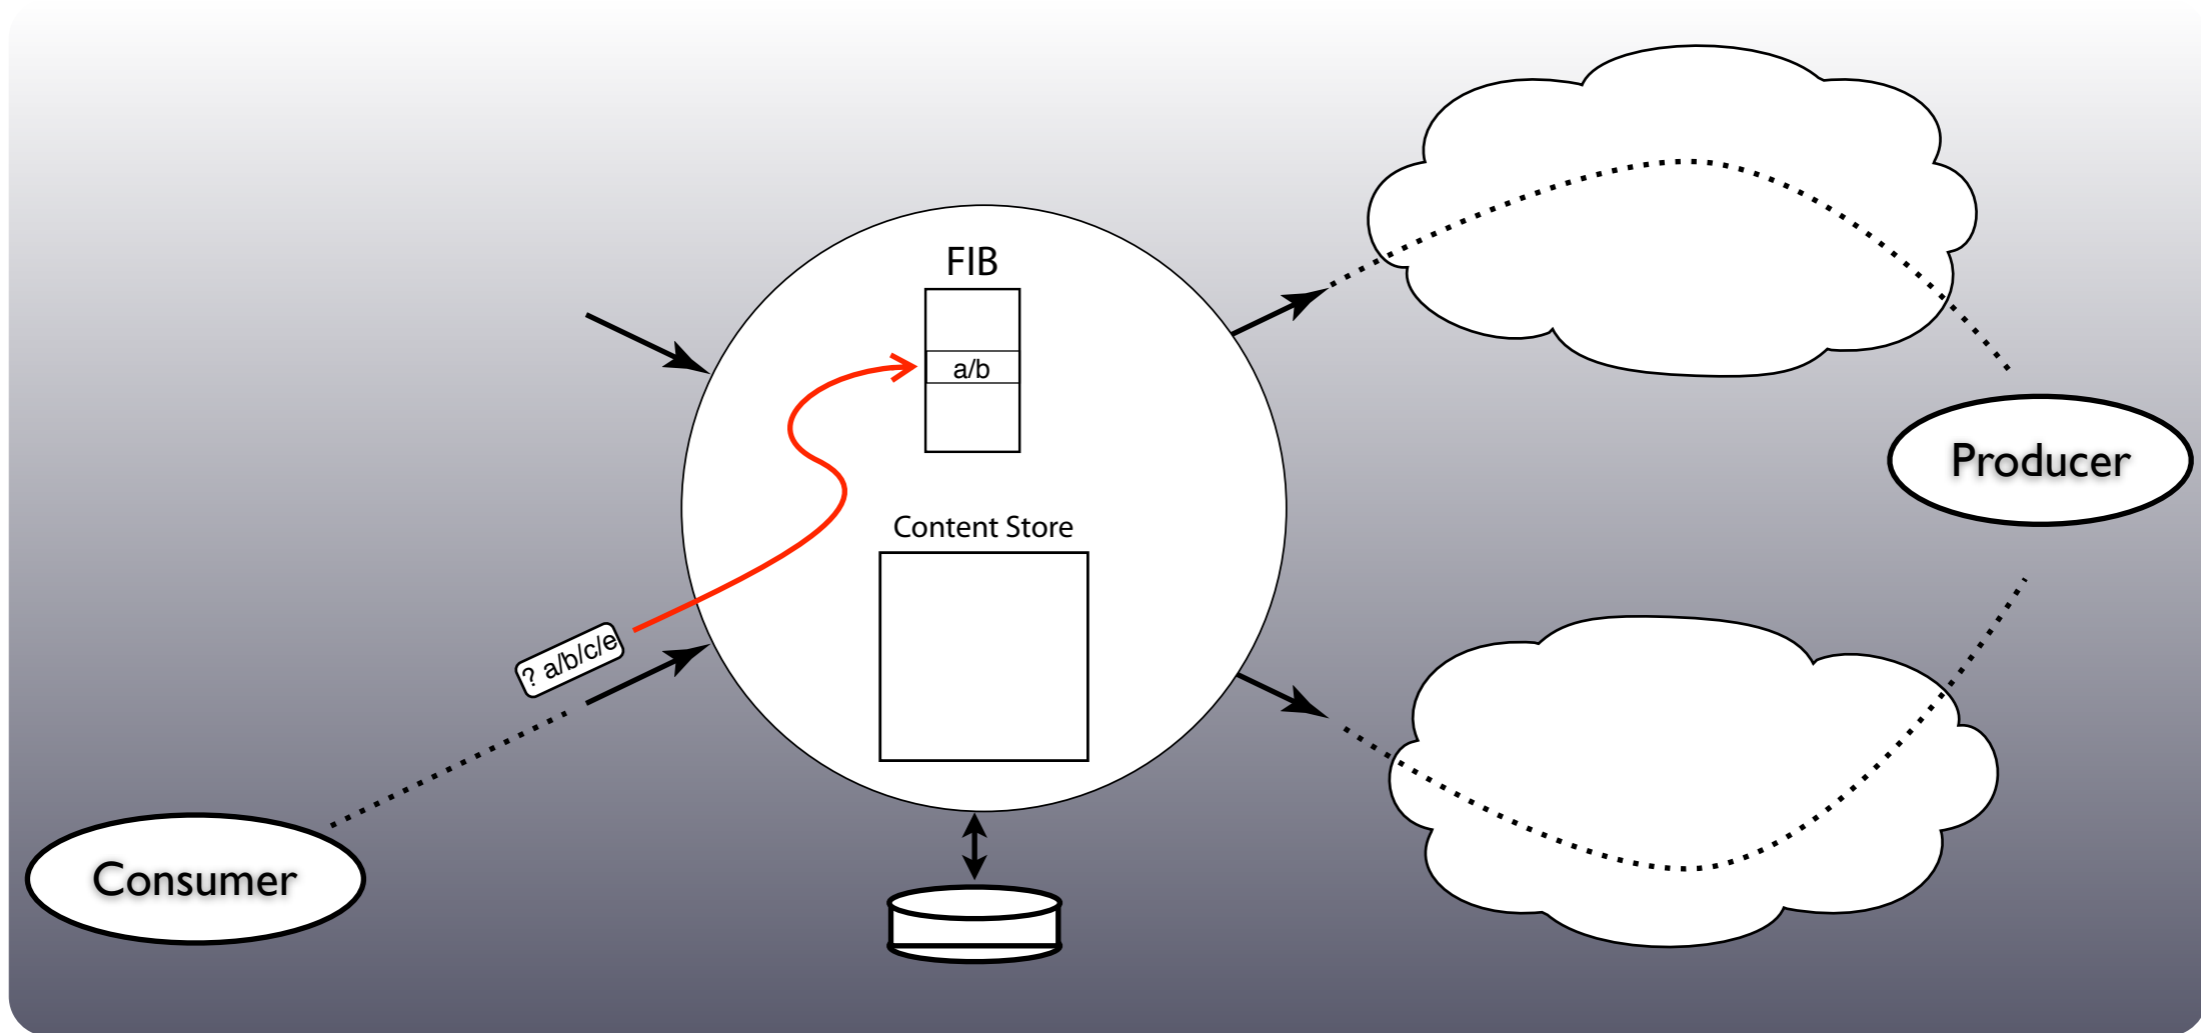 FIB
a/b
Producer
Content Store
? a/b/c/e
Consumer